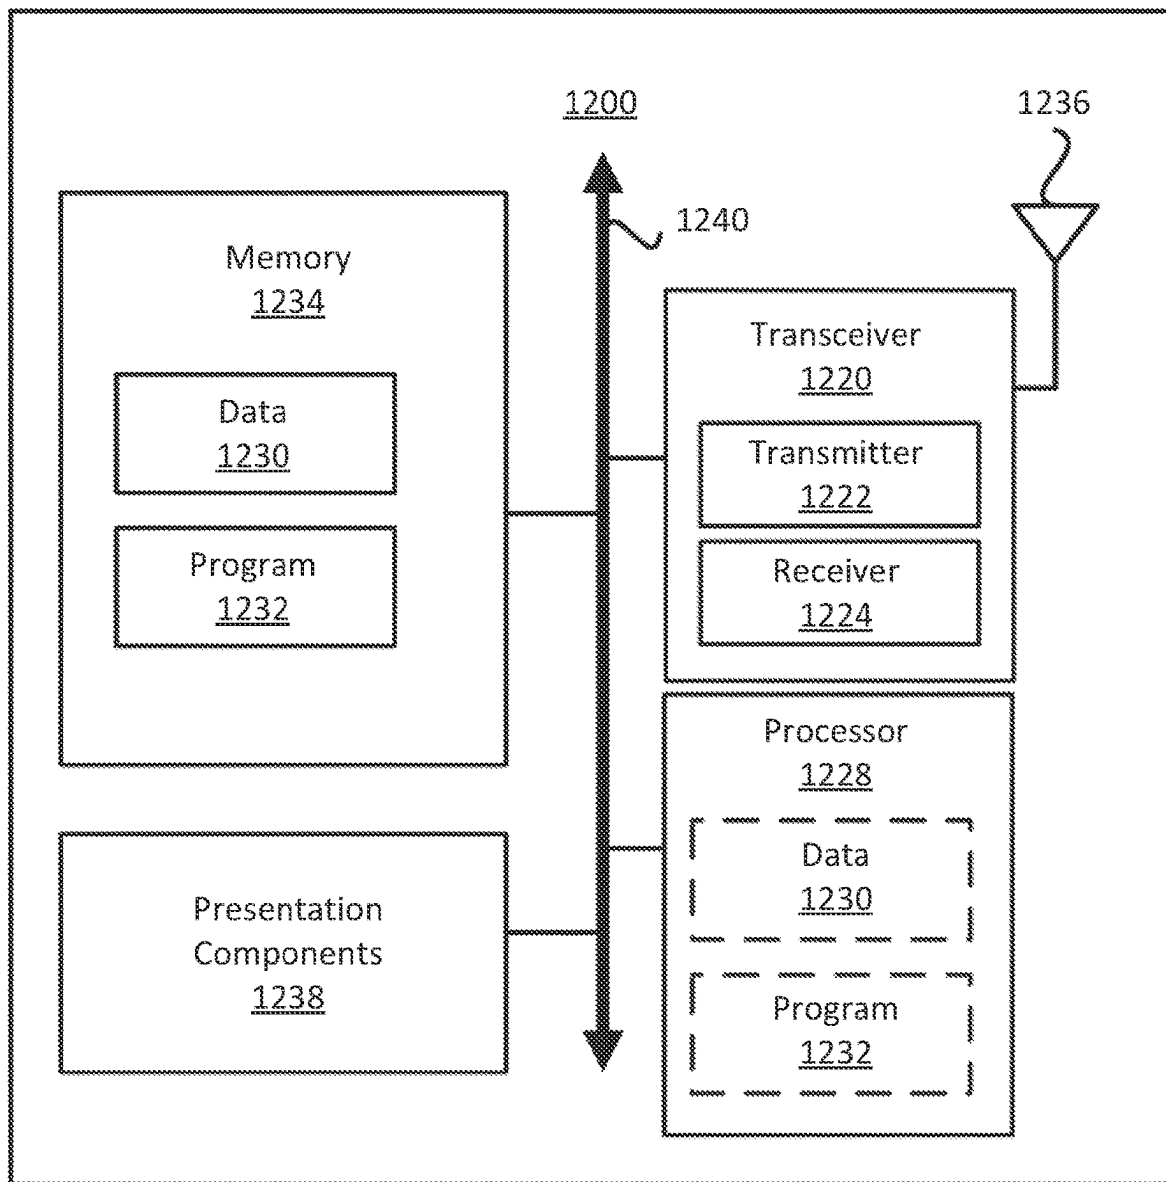 1200
1236
1240
Memory
1234
Data
1230
Program
1232
Transceiver
1220
Transmitter
1222
Receiver
1224
Processor
1228
Data
1230
Program
1232
Presentation
Components
1238